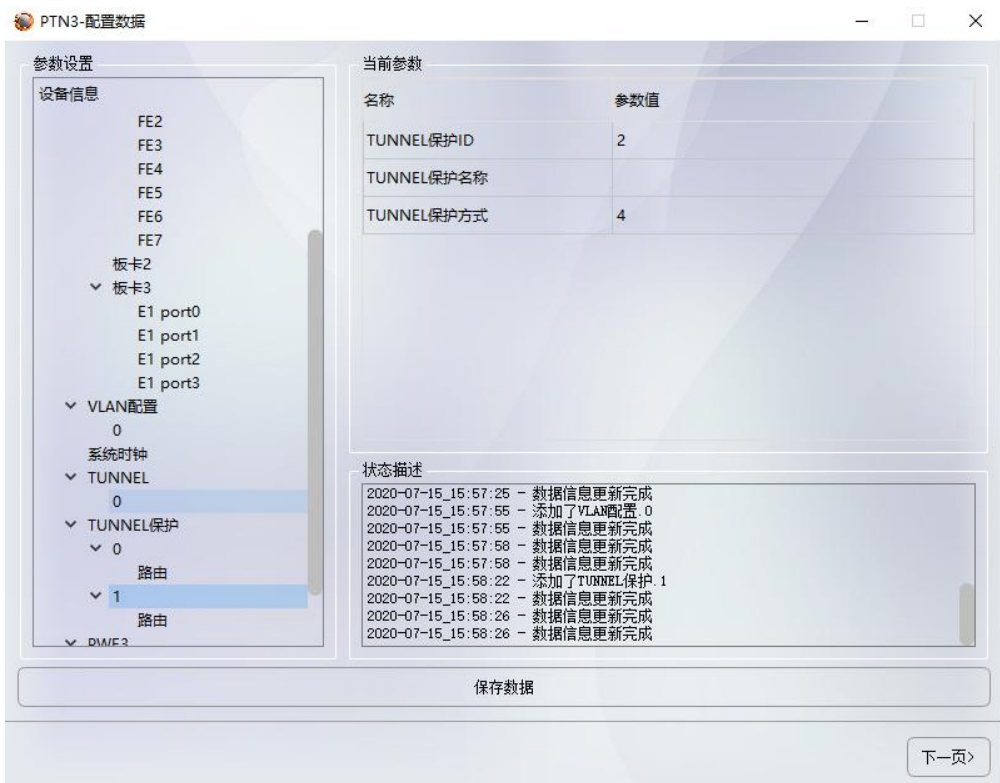 PTN3-配置数据
参数设置
设备信息
FE2
FE3
FE4
FE5
FE6
FE7
板卡2
板卡3
E1 port0
E1 port1
E1 port2
E1 port3
VLAN配置
0
系统时钟
TUNNEL
0
TUNNEL保护
0
路由
1
路由
PWE3
当前参数
名称 参数值
TUNNEL保护ID 2
TUNNEL保护名称
TUNNEL保护方式 4
状态描述
2020-07-15_15:57:25 - 数据信息更新完成
2020-07-15_15:57:55 - 添加了VLAN配置.0
2020-07-15_15:57:55 - 数据信息更新完成
2020-07-15_15:57:58 - 数据信息更新完成
2020-07-15_15:57:58 - 数据信息更新完成
2020-07-15_15:58:22 - 添加了TUNNEL保护.1
2020-07-15_15:58:22 - 数据信息更新完成
2020-07-15_15:58:26 - 数据信息更新完成
2020-07-15_15:58:26 - 数据信息更新完成
保存数据
下一页>